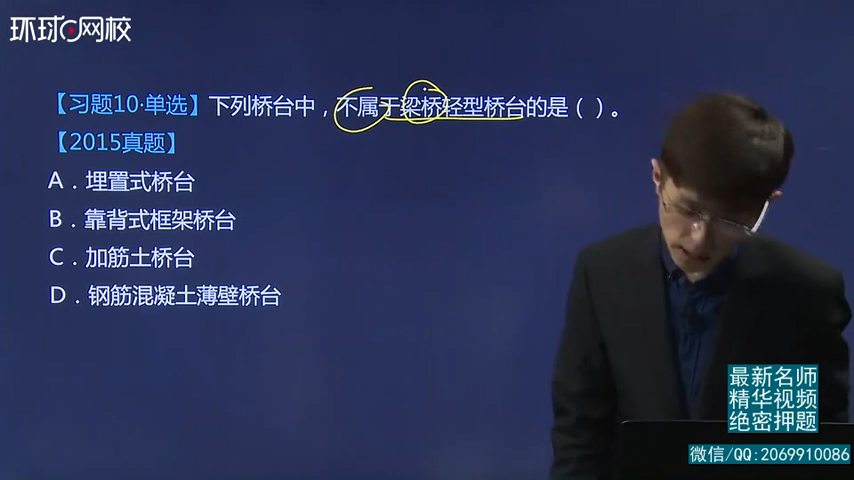 环球网校
【习题10·单选】下列桥台中，不属于梁桥轻型桥台的是（ ）。
【2015真题】
A．埋置式桥台
B．靠背式框架桥台
C．加筋土桥台
D．钢筋混凝土薄壁桥台
最新名师
精华视频
绝密押题
微信/QQ:2069910086